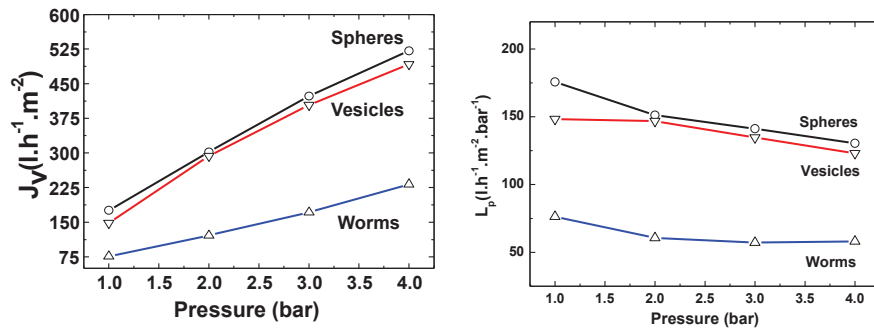 600
525
450
375
300
225
150
75
J_V(l.h⁻¹.m⁻²)
Spheres
Vesicles
Worms
1.0 1.5 2.0 2.5 3.0 3.5 4.0
Pressure (bar)
200
150
100
50
L_p(l.h⁻¹.m⁻².bar⁻¹)
Spheres
Vesicles
Worms
1.0 1.5 2.0 2.5 3.0 3.5 4.0
Pressure (bar)